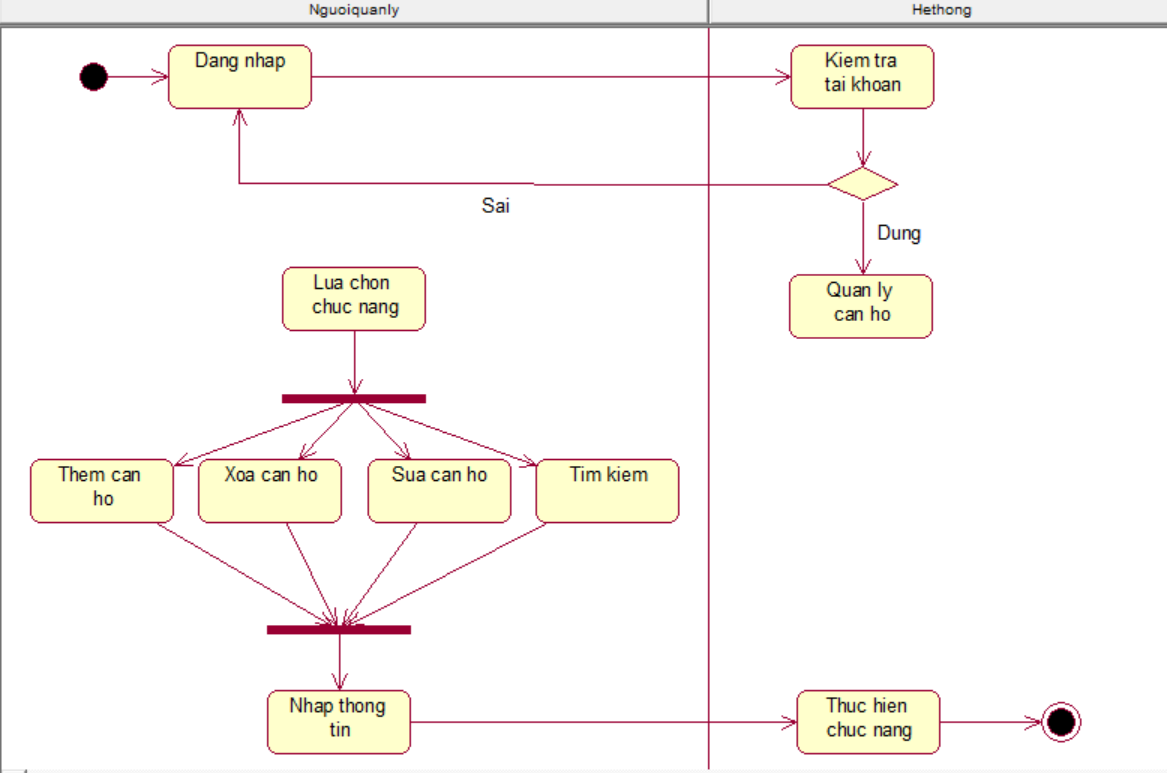 Nguoiquanly
Hethong
Dang nhap
Kiem tra
tai khoan
Sai
Dung
Lua chon
chuc nang
Quan ly
can ho
Them can
ho
Xoa can ho
Sua can ho
Tim kiem
Nhap thong
tin
Thuc hien
chuc nang